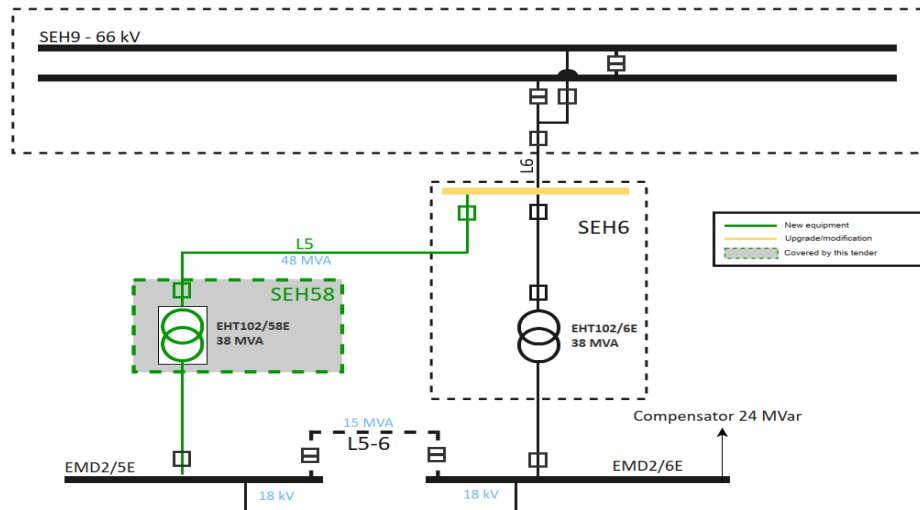 SEH9 - 66 kV
L6
SEH6
New equipment
Upgrade/modification
Covered by this tender
L5
48 MVA
SEH58
EHT102/58E
38 MVA
EHT102/6E
38 MVA
15 MVA
L5-6
Compensator 24 MVar
EMD2/5E
EMD2/6E
18 kV
18 kV